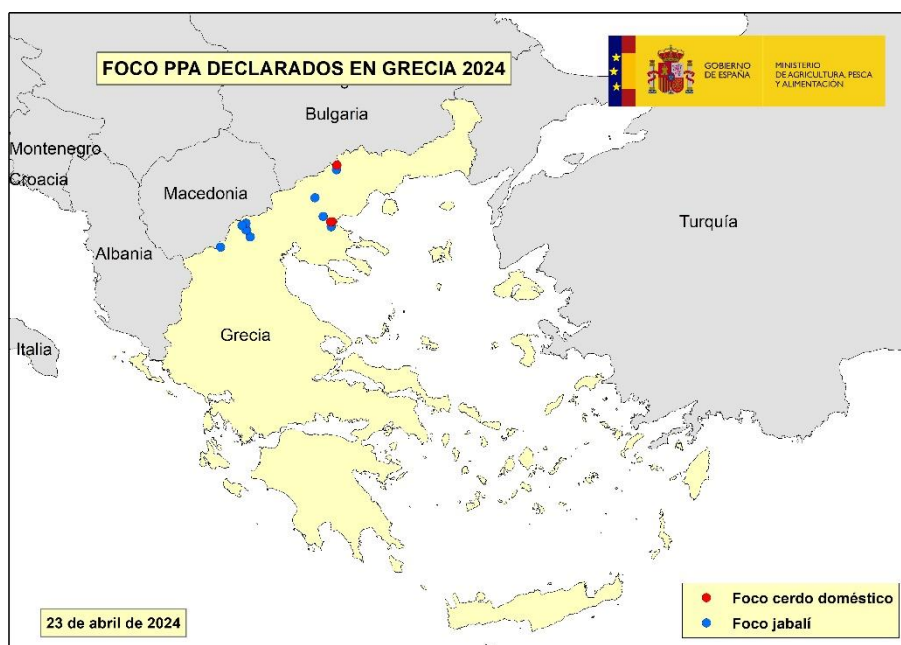 FOCO PPA DECLARADOS EN GRECIA 2024
GOBIERNO
DE ESPAÑA
MINISTERIO
DE AGRICULTURA, PESCA
Y ALIMENTACIÓN
Bulgaria
Montenegro
Croacia
Macedonia
Albania
Turquía
Italia
Grecia
23 de abril de 2024
Foco cerdo doméstico
Foco jabalí